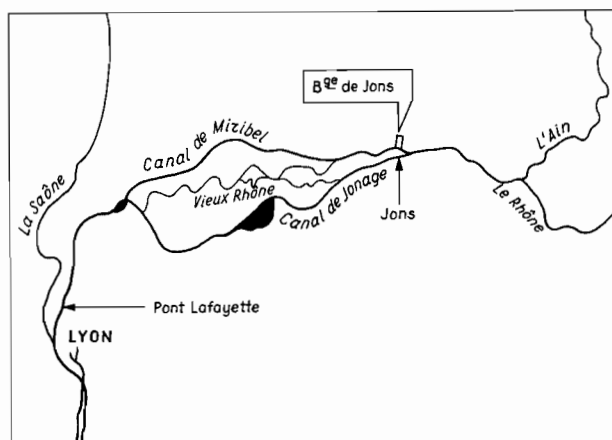 Bge de Jons
Canal de Miribel
L'Ain
La Saône
Vieux Rhône
Canal de Jonage
Le Rhône
Jons
Pont Lafayette
LYON